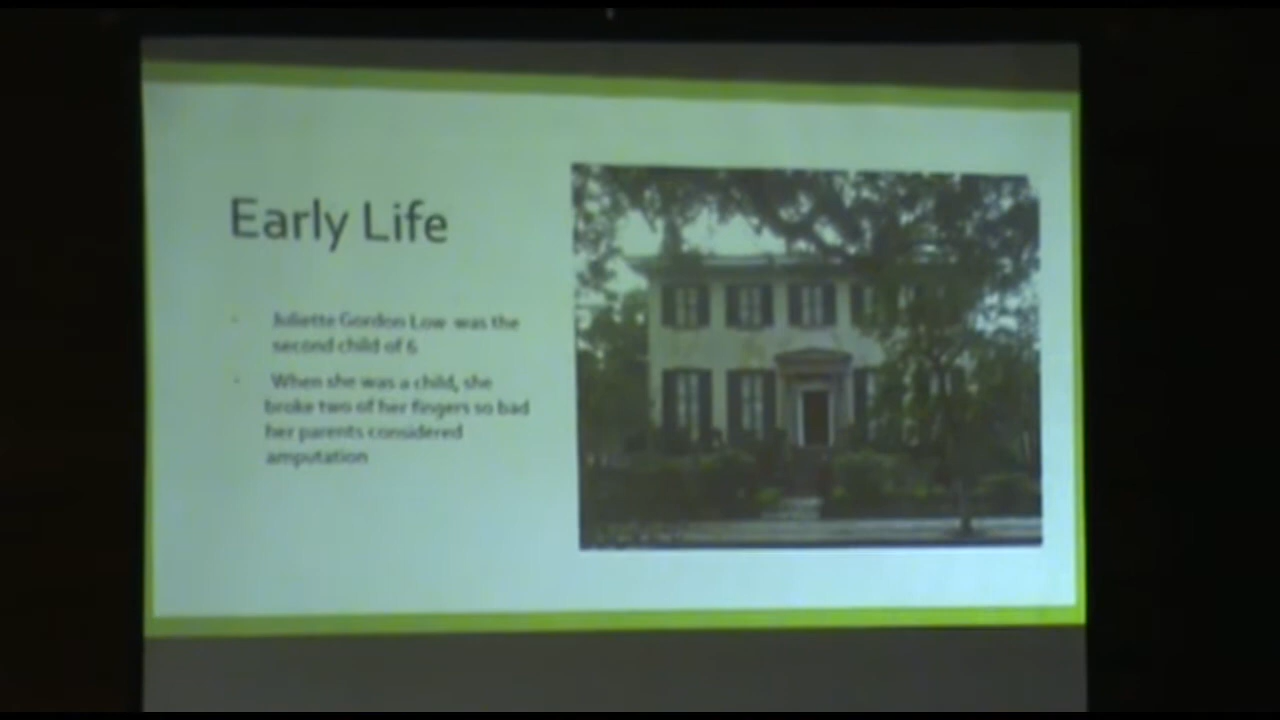 Early Life
Juliette Gordon Low was the
second child of 6
When she was a child, she
broke two of her fingers so bad
her parents considered
amputation